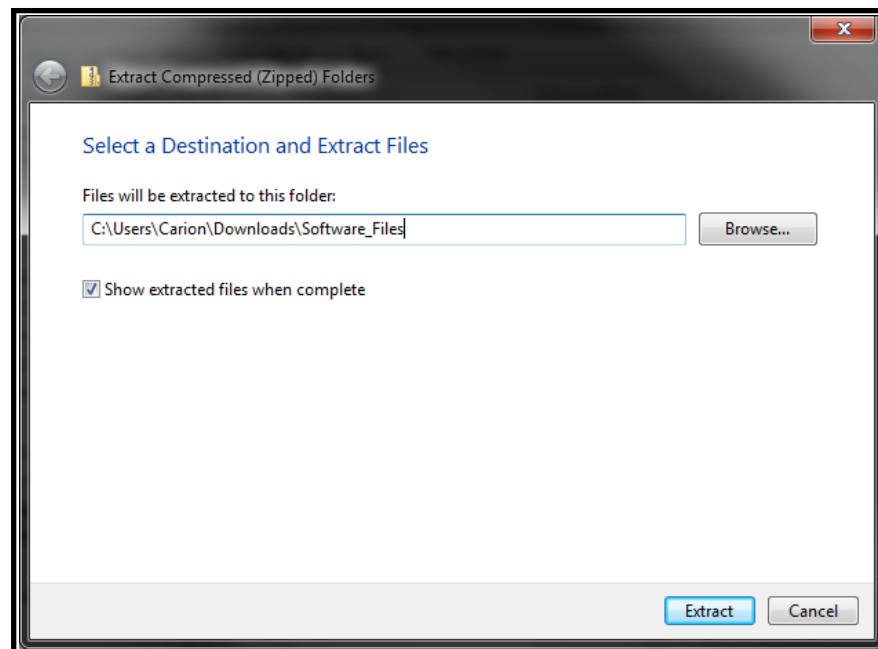 Extract Compressed (Zipped) Folders
Select a Destination and Extract Files
Files will be extracted to this folder:
C:\Users\Carion\Downloads\Software_Files
Browse...
Show extracted files when complete
Extract
Cancel